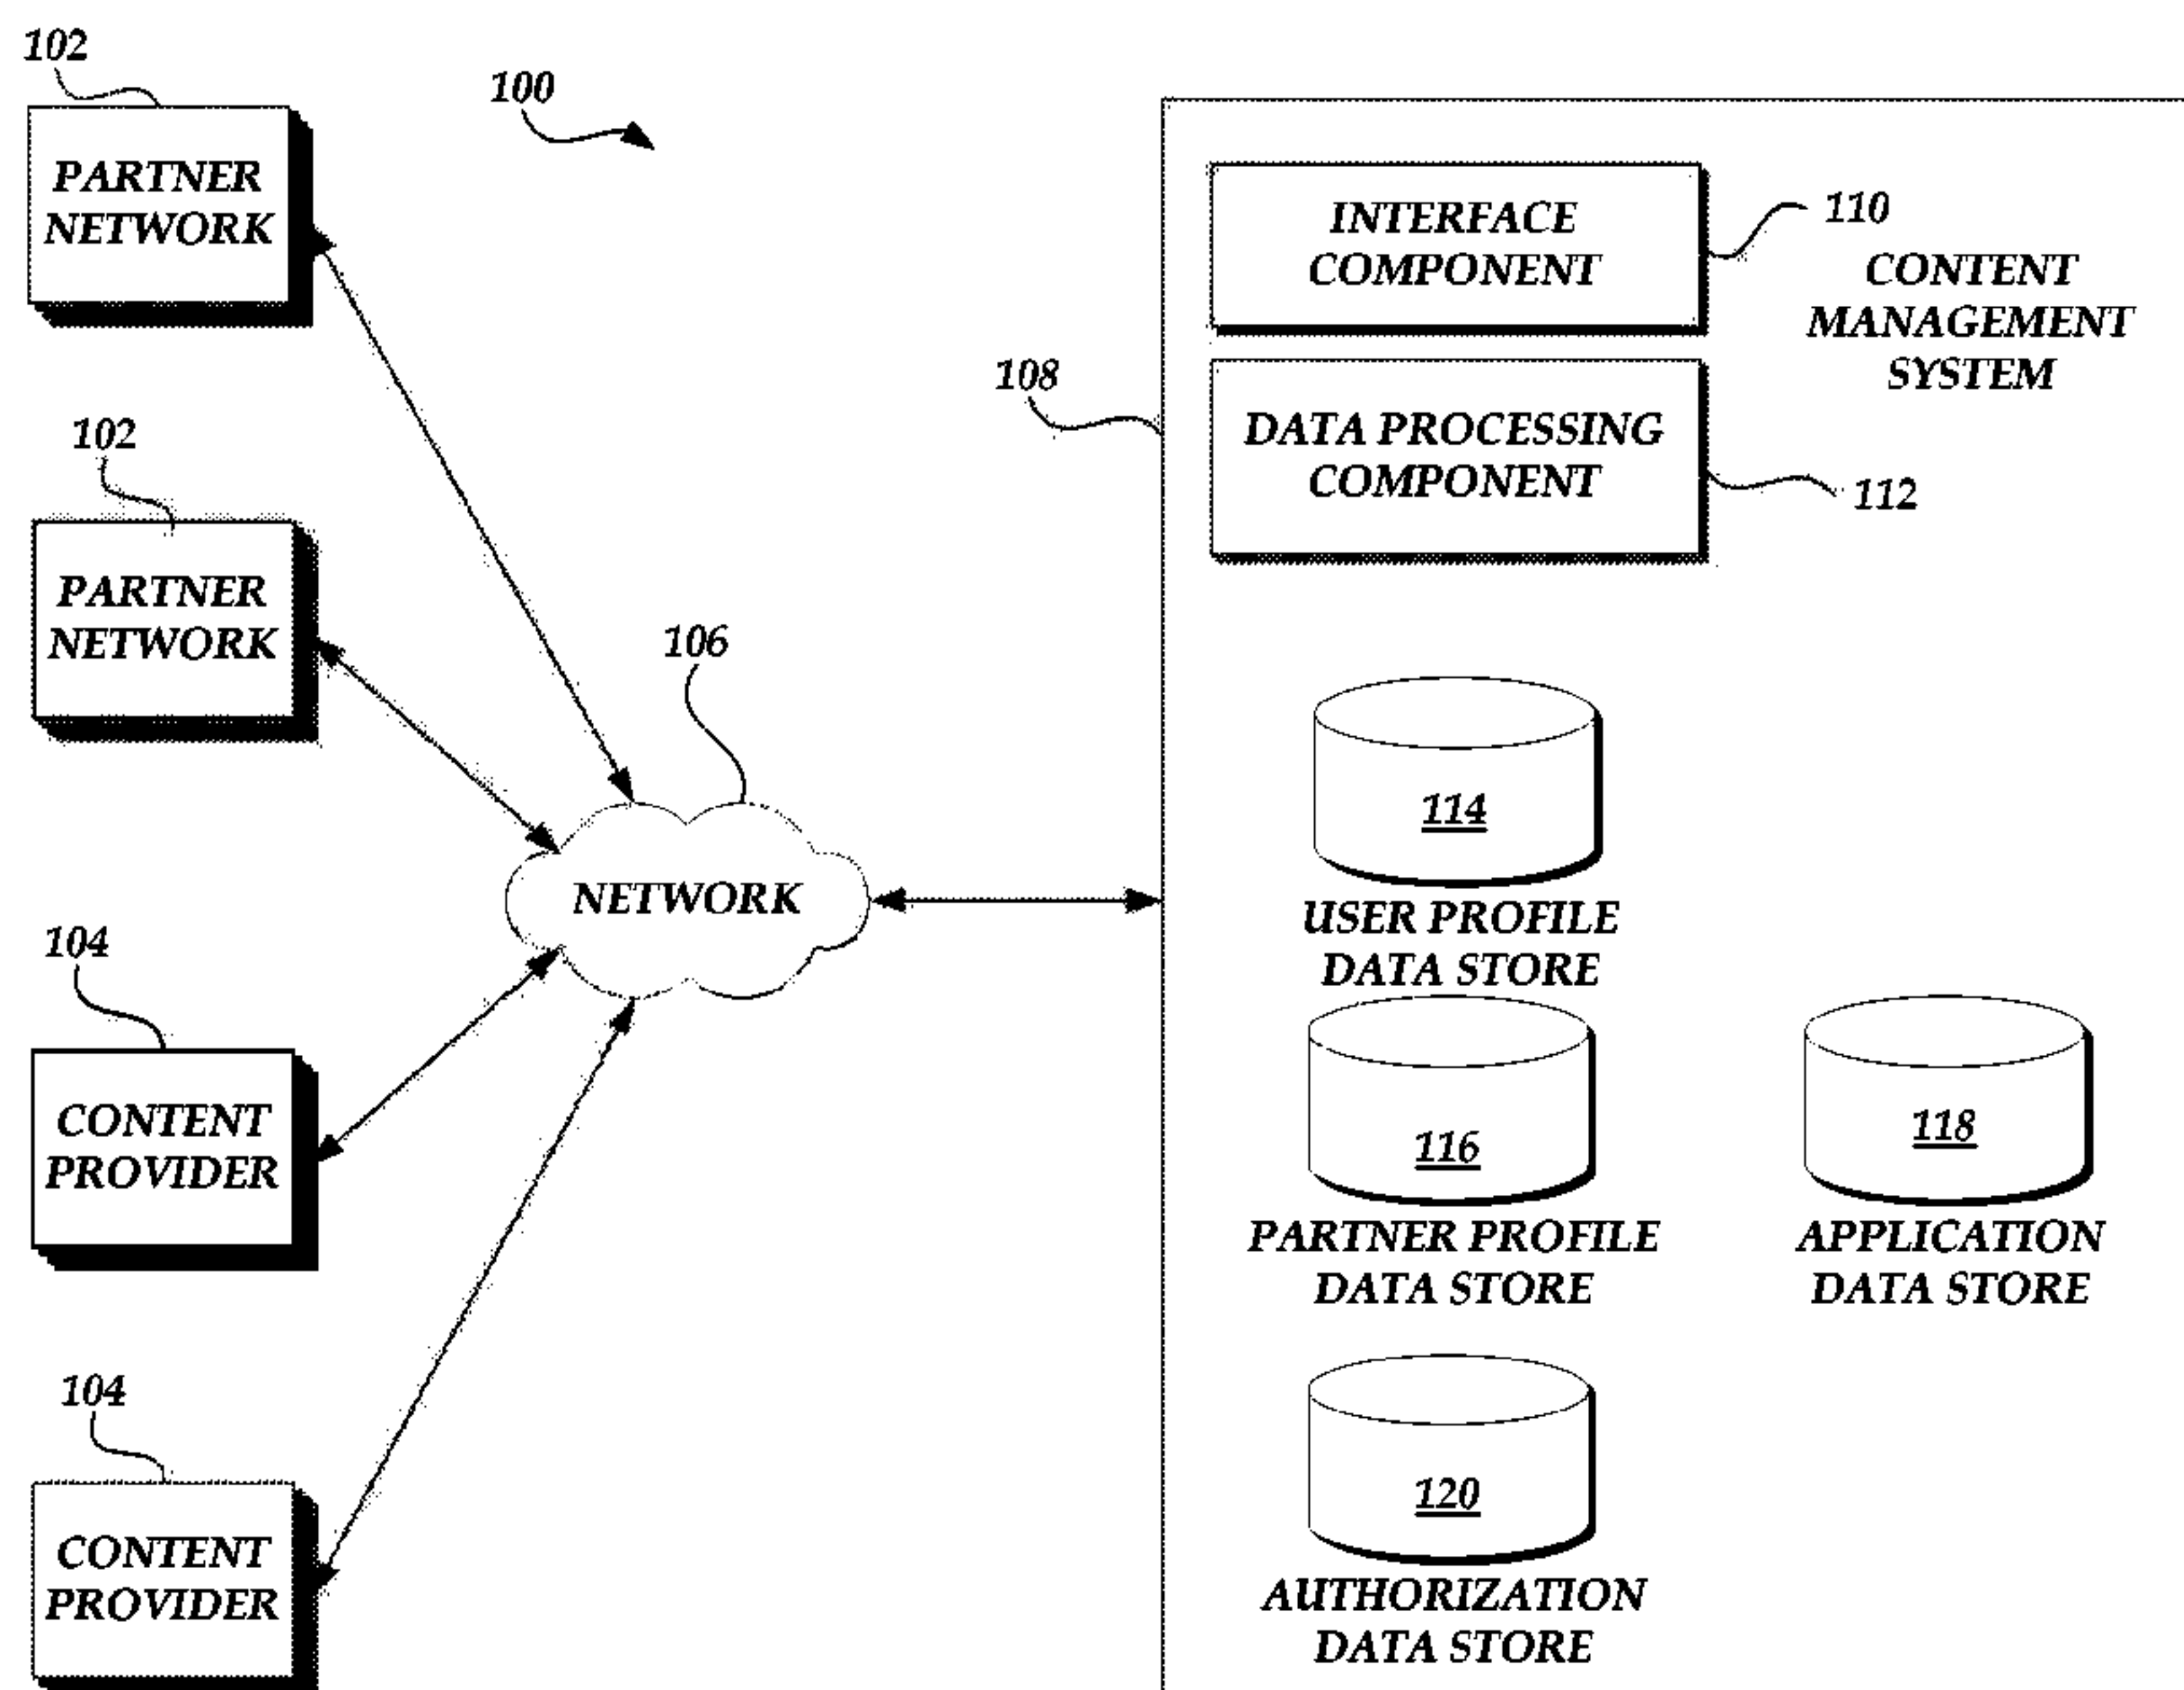 102
PARTNER
NETWORK
102
PARTNER
NETWORK
104
CONTENT
PROVIDER
104
CONTENT
PROVIDER
100
106
NETWORK
108
INTERFACE
COMPONENT
110
CONTENT
MANAGEMENT
SYSTEM
DATA PROCESSING
COMPONENT
112
114
USER PROFILE
DATA STORE
116
PARTNER PROFILE
DATA STORE
118
APPLICATION
DATA STORE
120
AUTHORIZATION
DATA STORE